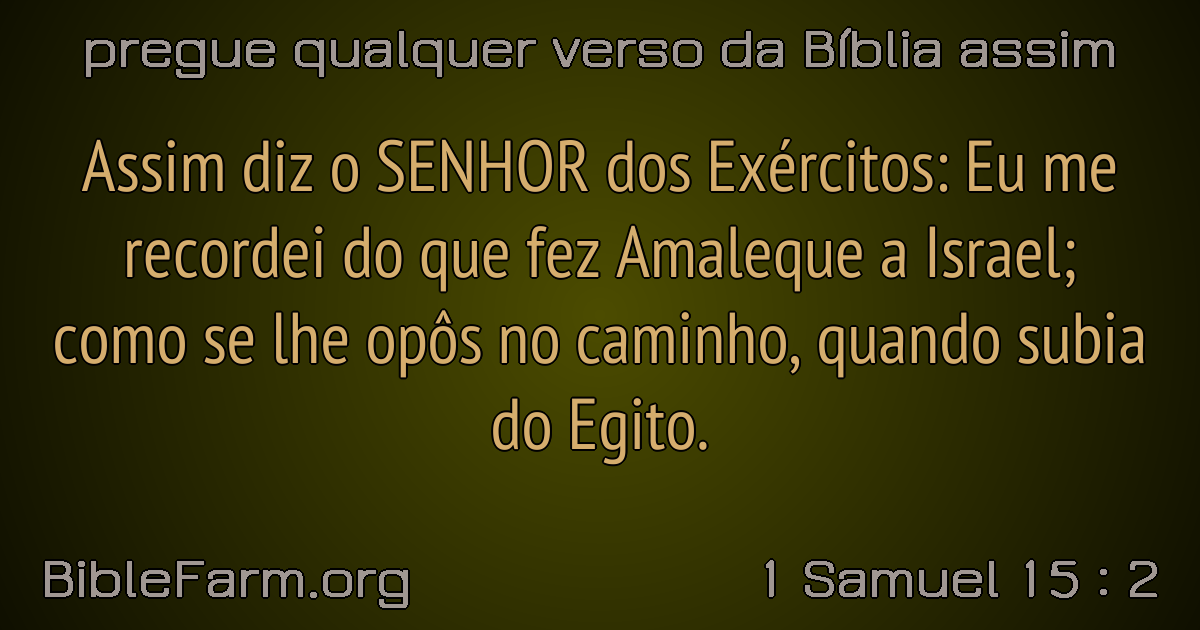 pregue qualquer verso da Bíblia assim
Assim diz o SENHOR dos Exércitos: Eu me
recordei do que fez Amaleque a Israel;
como se lhe opôs no caminho, quando subia
do Egito.
BibleFarm.org
1 Samuel 15 : 2